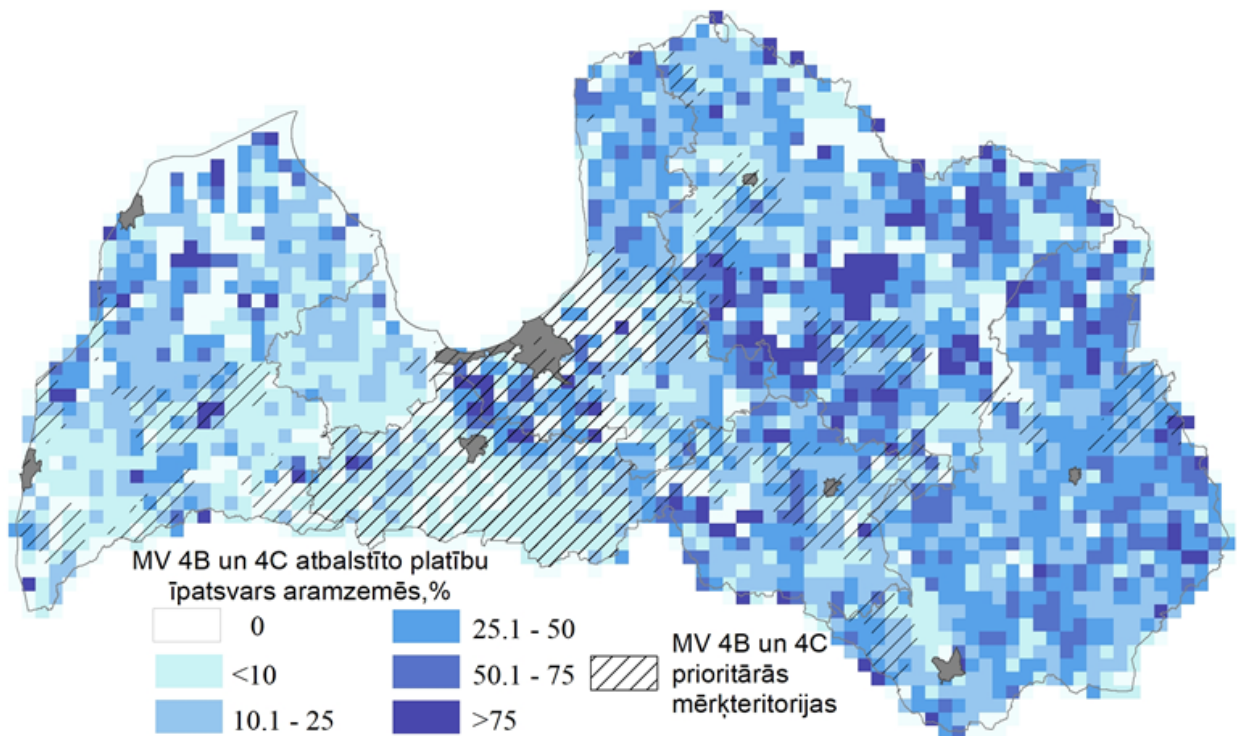 MV 4B un 4C atbalstīto platību
īpatsvars aramzemēs,%
0
<10
10.1 - 25
25.1 - 50
50.1 - 75
>75
MV 4B un 4C
prioritārās
mērķteritorijas